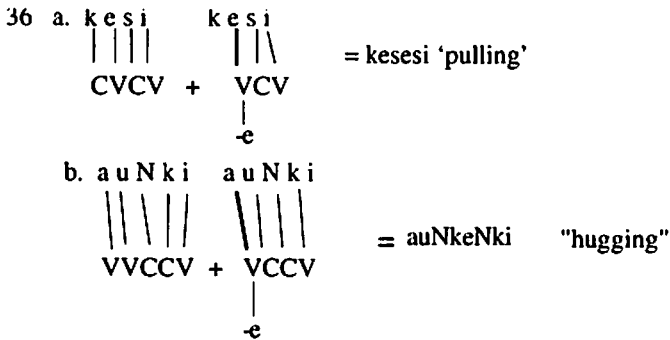 36 a. k e s i k e s i
= kesesi ‘pulling’
CVCV + VCV
-e
b. a u N k i a u N k i
= auNkeNki "hugging"
VVCCV + VCCV
-e